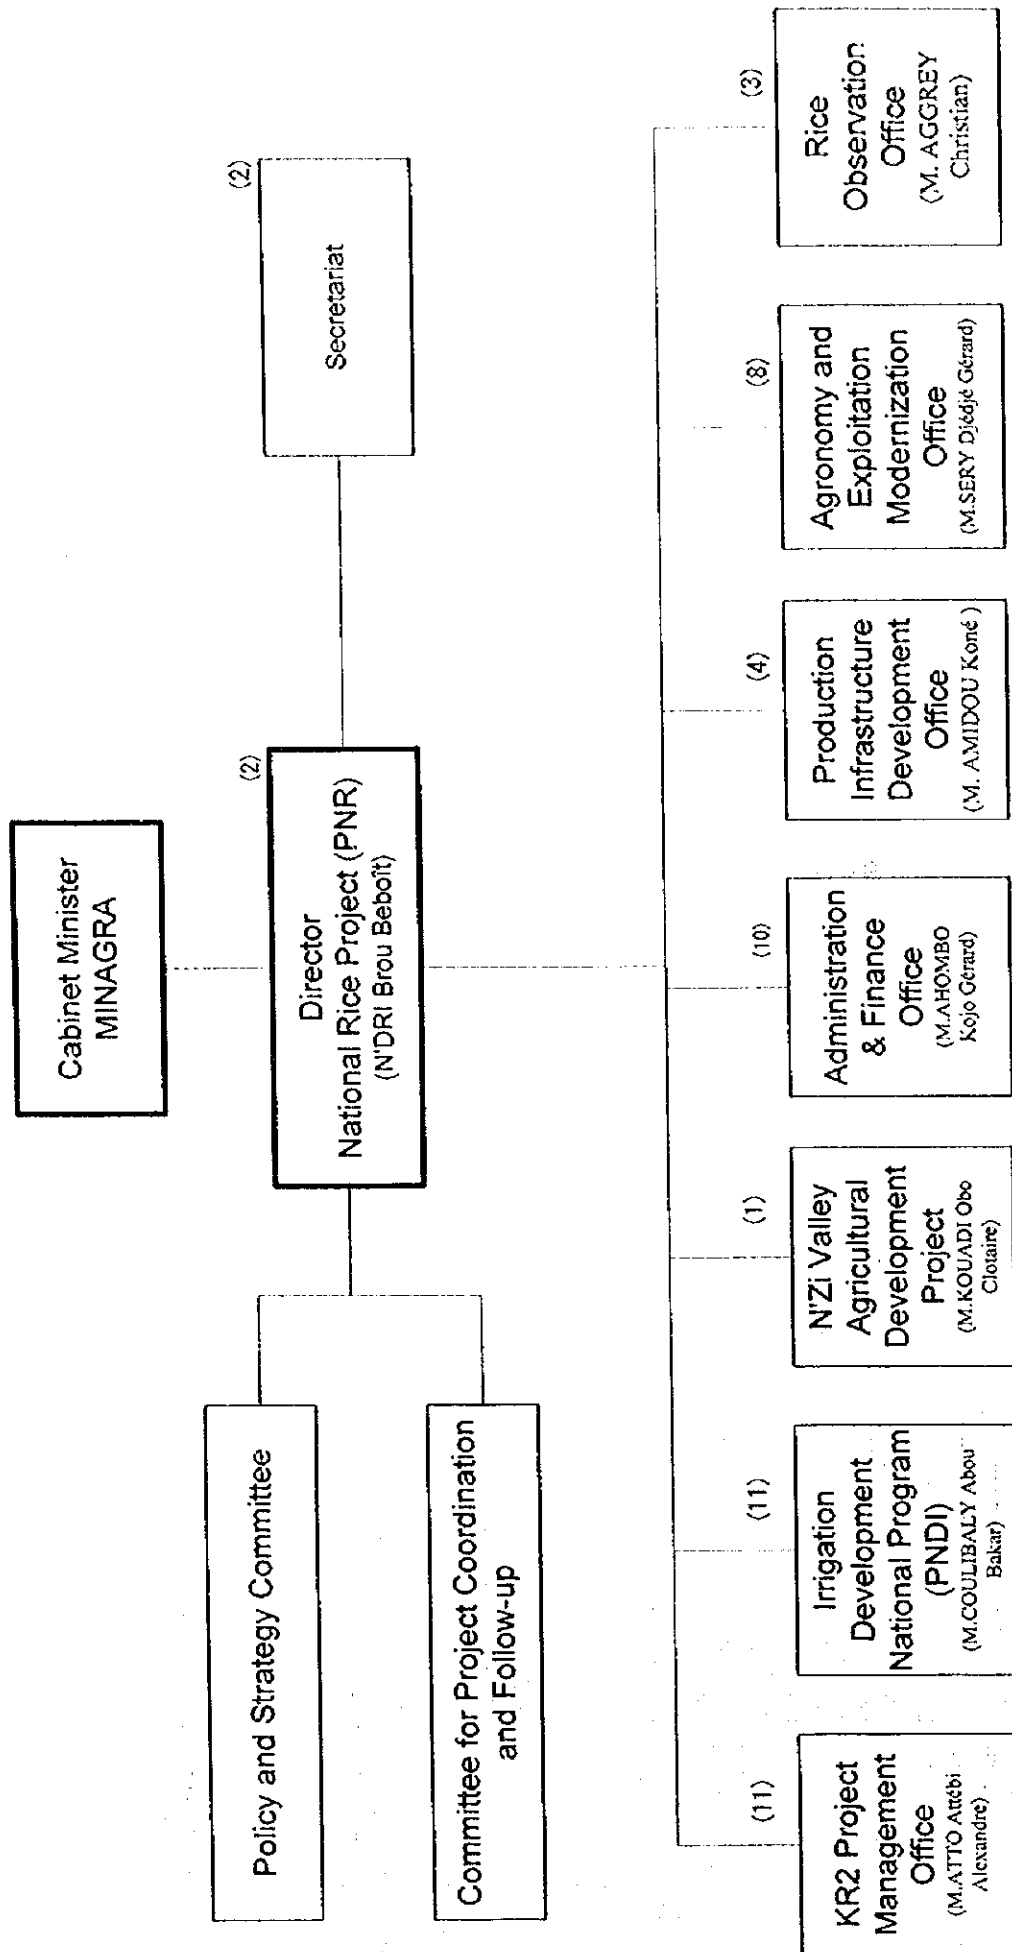 Cabinet Minister
MINAGRA
(2)
Director
National Rice Project (PNR)
(N'DRI Brou Beboît)
(2)
Secretariat
Policy and Strategy Committee
Committee for Project Coordination
and Follow-up
(11)
KR2 Project
Management
Office
(M.ATTO Attébi
Alexandre)
(11)
Irrigation
Development
National Program
(PNDI)
(M.COULIBALY Abou
Bakar)
(1)
N'Zi Valley
Agricultural
Development
Project
(M.KOUADI Obo
Clotaire)
(10)
Administration
& Finance
Office
(M.AHOMBO
Kojo Gérard)
(4)
Production
Infrastructure
Development
Office
(M. AMIDOU Koné )
(8)
Agronomy and
Exploitation
Modernization
Office
(M.SERY Djédjé Gérard)
(3)
Rice
Observation
Office
(M. AGGREY
Christian)